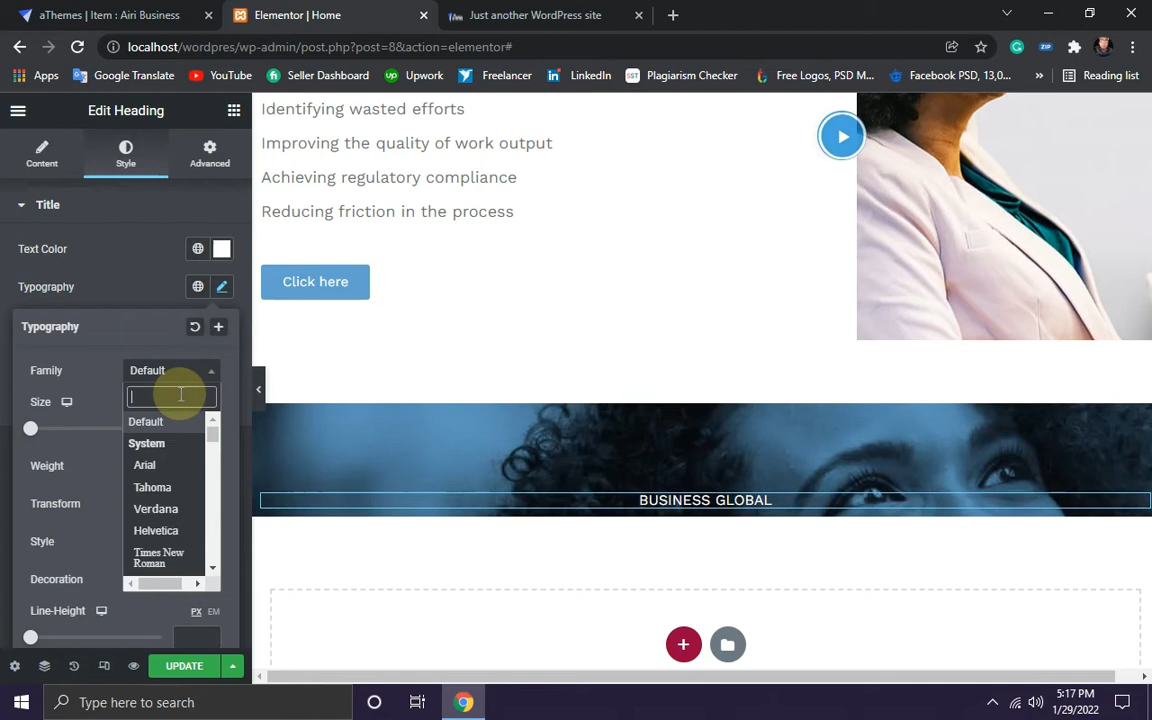 aThemes | Item : Airi Business
Elementor | Home
Just another WordPress site
localhost/wordpres/wp-admin/post.php?post=8&action=elementor#
ZIP
Apps
Google Translate
YouTube
Seller Dashboard
up Upwork
Freelancer
in LinkedIn
SST Plagiarism Checker
Free Logos, PSD M...
Facebook PSD, 13,0...
»
Reading list
Edit Heading
Content
Style
Advanced
Title
Text Color
Typography
Typography
Family
Default
Size
Default
System
Arial
Weight
Tahoma
Transform
Verdana
Helvetica
Style
Times New
Roman
Decoration
Line-Height
PX EM
UPDATE
Identifying wasted efforts
Improving the quality of work output
Achieving regulatory compliance
Reducing friction in the process
Click here
BUSINESS GLOBAL
Type here to search
5:17 PM
1/29/2022